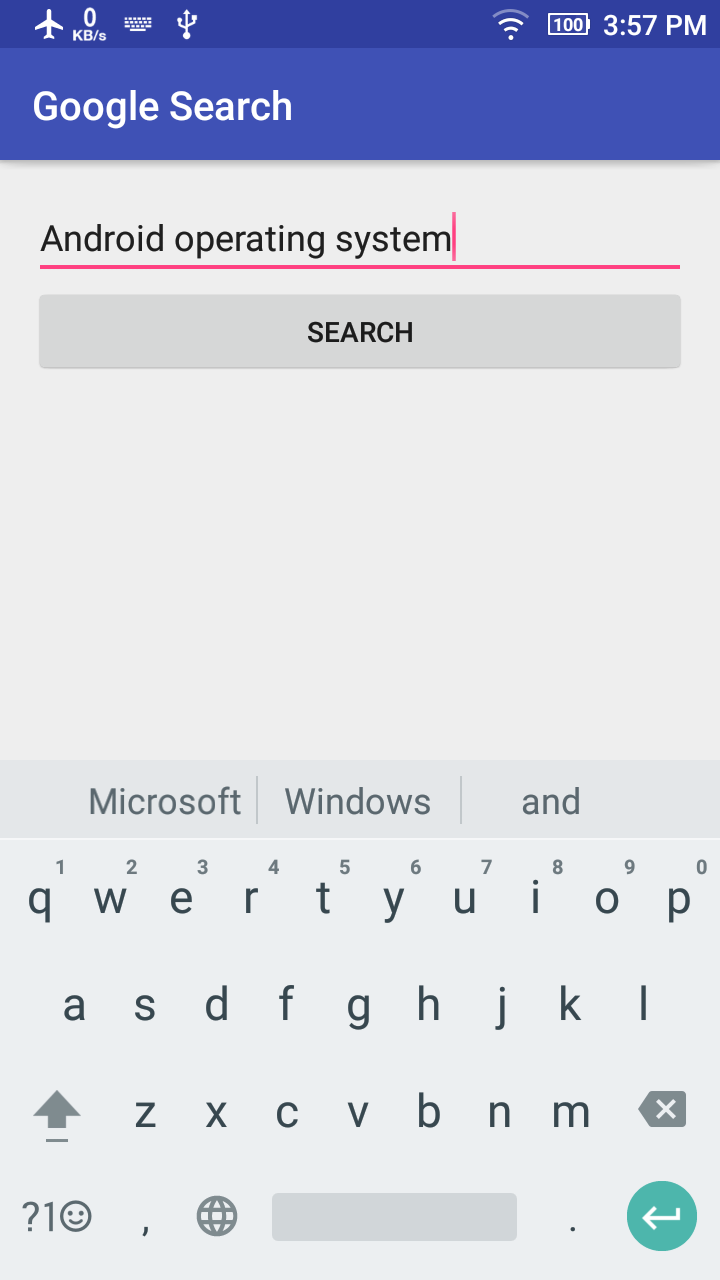 0 KB/s 100 3:57 PM
Google Search
Android operating system
SEARCH
Microsoft Windows and
1 2 3 4 5 6 7 8 9 0
q w e r t y u i o p
a s d f g h j k l
z x c v b n m
?1☺ , .